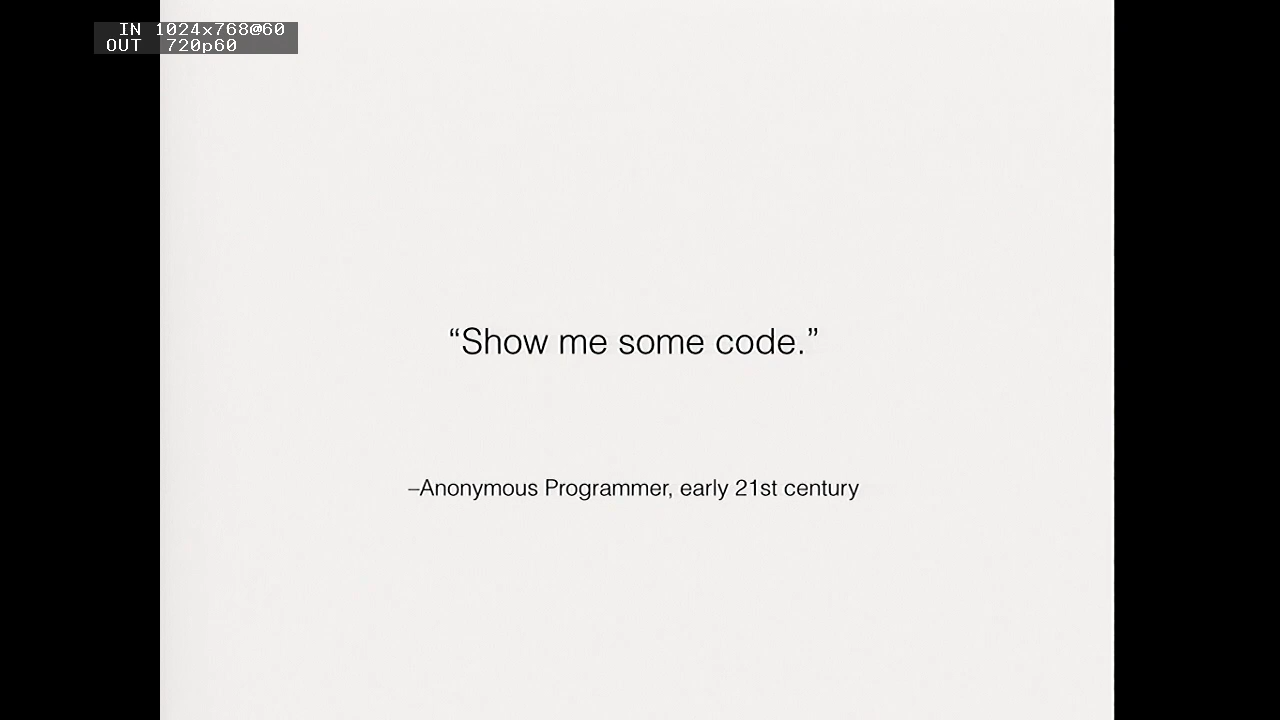 IN 1024x768@60
OUT 720p60
“Show me some code.”
–Anonymous Programmer, early 21st century